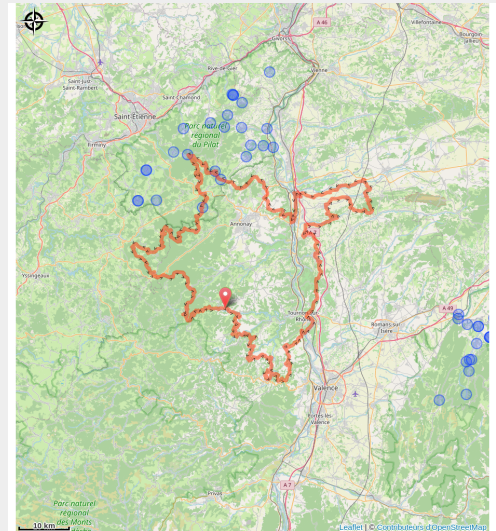 A 46
Villefontaine
Bourgoin-
Jallieu
Givors
Rive-de-Gier
Vienne
Saint-Just-
Saint-Rambert
Saint-Chamond
Saint-Étienne
Parc naturel
régional
du Pilat
Firminy
Annonay
Yssingeaux
A 49
Tournon-sur-
Rhône
Romans-sur-
Isère
Valence
Portes-lès-
Valence
A 7
Privas
Parc naturel
régional
des Monts
10 km
Leaflet | © Contributeurs d'OpenStreetMap